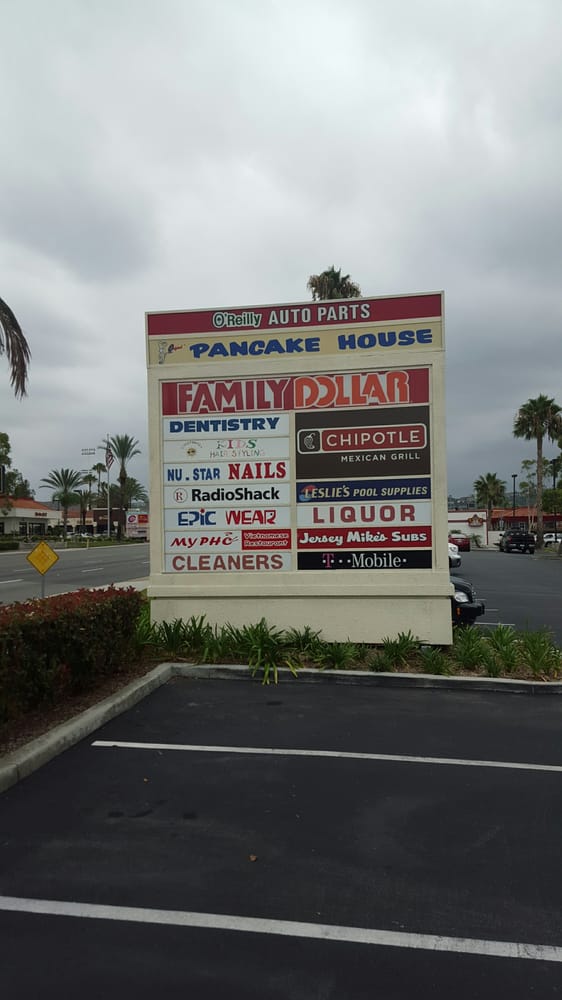 O'Reilly AUTO PARTS
PANCAKE HOUSE
FAMILY DOLLAR
DENTISTRY
KIDS
HAIR STYLING
NU. STAR NAILS
R RadioShack
EPIC WEAR
MY PHO Vietnamese
Restaurant
CLEANERS
CHIPOTLE
MEXICAN GRILL
LESLIE'S POOL SUPPLIES
LIQUOR
Jersey Mike's SUBS
T··Mobile·